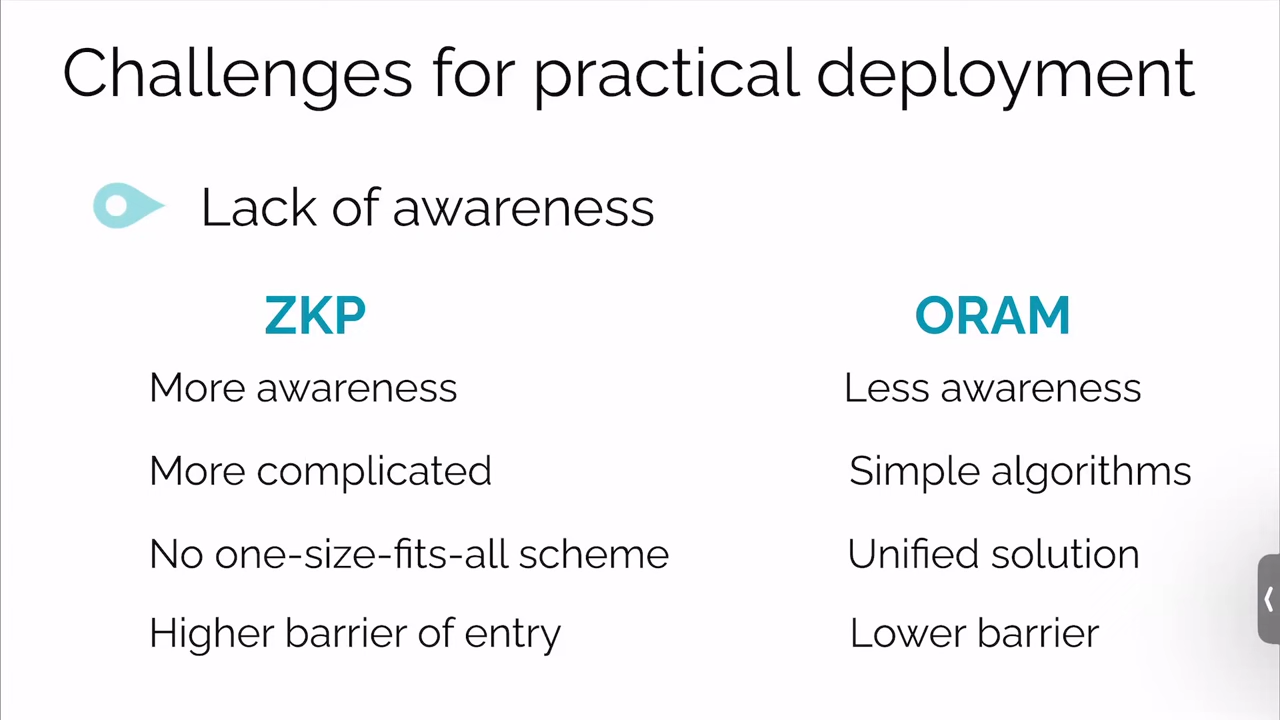 Challenges for practical deployment
Lack of awareness
ZKP
More awareness
More complicated
No one-size-fits-all scheme
Higher barrier of entry
ORAM
Less awareness
Simple algorithms
Unified solution
Lower barrier